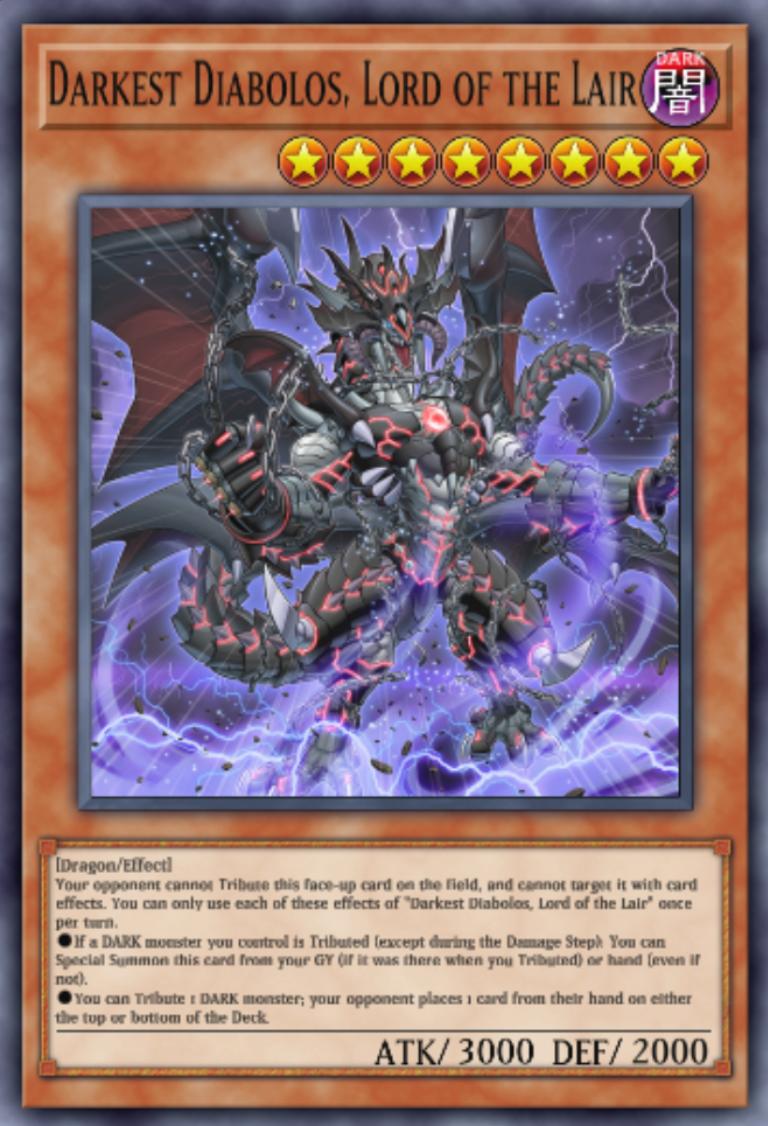 DARKEST DIABOLOS, LORD OF THE LAIR
DARK
闇
[Dragon/Effect]
Your opponent cannot Tribute this face-up card on the field, and cannot target it with card
effects. You can only use each of these effects of "Darkest Diabolos, Lord of the Lair" once
per turn.
●If a DARK monster you control is Tributed (except during the Damage Step): You can
Special Summon this card from your GY (if it was there when you Tributed) or hand (even if
not).
●You can Tribute 1 DARK monster; your opponent places 1 card from their hand on either
the top or bottom of the Deck.
ATK/ 3000 DEF/ 2000